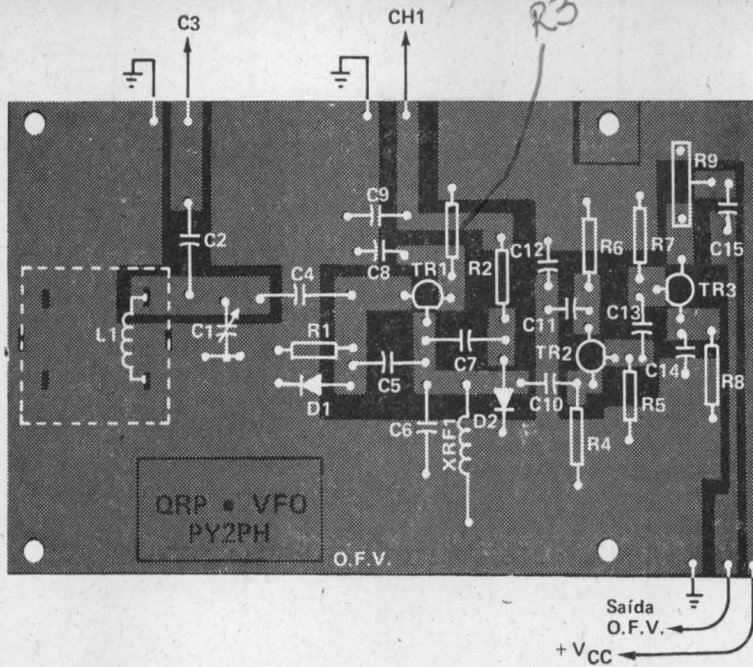 C3
CH1
R3
R9
C9
C2
C12
R6
R7
C15
C8
TR1
R2
C4
TR3
L1
C1
C11
C13
R1
C7
TR2
C14
C5
R8
D1
C10
R5
C6
XRF1
D2
R4
QRP ■ VFO
PY2PH
O.F.V.
Saída
O.F.V.
+ VCC